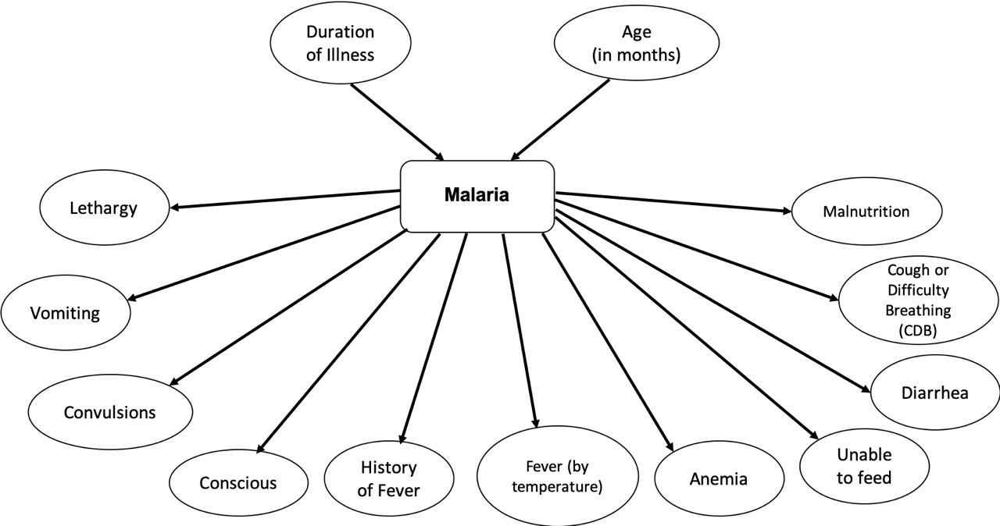 Duration
of Illness
Age
(in months)
Malaria
Lethargy
Malnutrition
Vomiting
Cough or
Difficulty
Breathing
(CDB)
Convulsions
Diarrhea
Conscious
History
of Fever
Fever (by
temperature)
Anemia
Unable
to feed